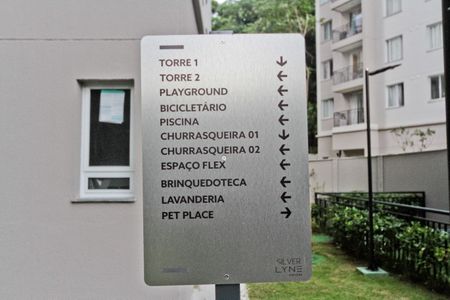 TORRE 1 ↓
TORRE 2 ←
PLAYGROUND ←
BICICLETÁRIO ←
PISCINA ←
CHURRASQUEIRA 01 ↓
CHURRASQUEIRA 02 ←
ESPAÇO FLEX ←
BRINQUEDOTECA ←
LAVANDERIA ←
PET PLACE →
SILVER
LYNE